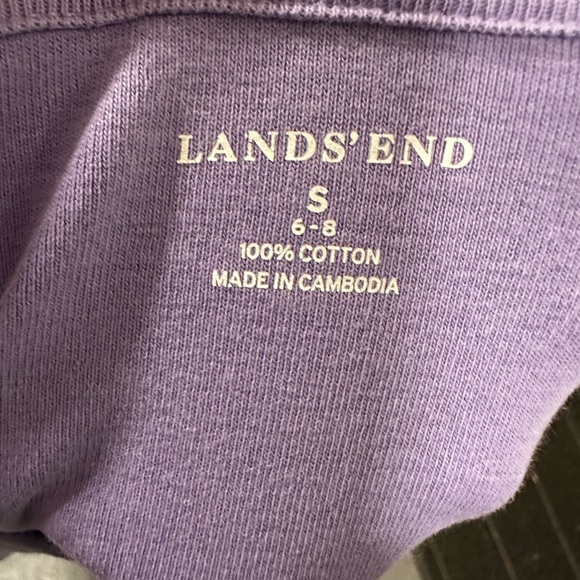 LANDS' END
S
6-8
100% COTTON
MADE IN CAMBODIA